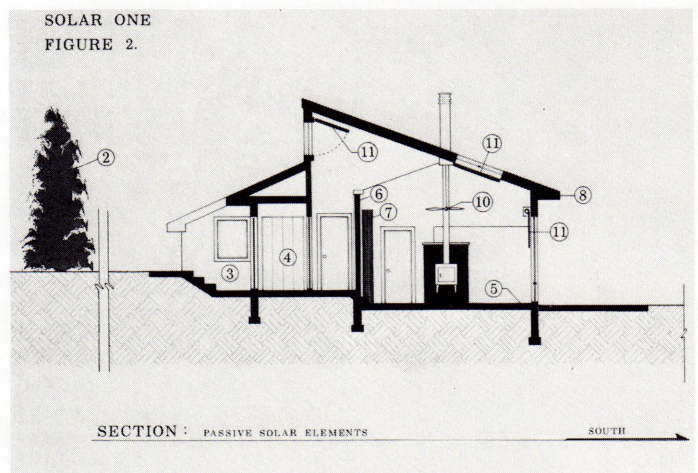 SOLAR ONE
FIGURE 2.
2
11
11
6
8
7
10
11
3
4
5
SECTION : PASSIVE SOLAR ELEMENTS
SOUTH